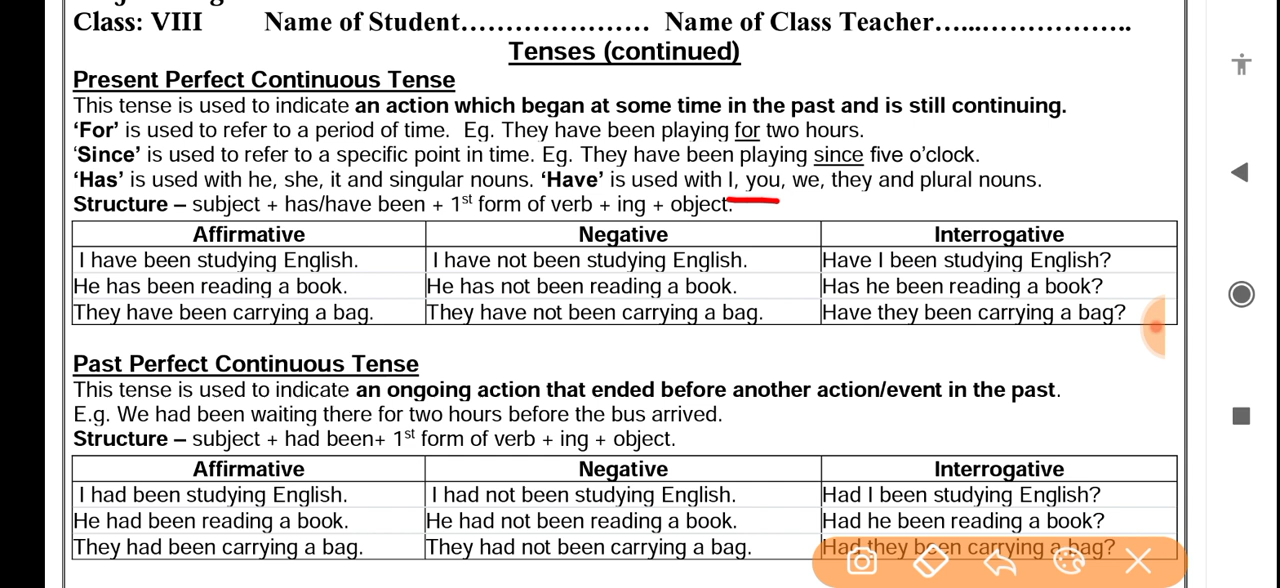 Class: VIII Name of Student………………… Name of Class Teacher…...……………..
Tenses (continued)
Present Perfect Continuous Tense
This tense is used to indicate an action which began at some time in the past and is still continuing.
‘For’ is used to refer to a period of time. Eg. They have been playing for two hours.
‘Since’ is used to refer to a specific point in time. Eg. They have been playing since five o’clock.
‘Has’ is used with he, she, it and singular nouns. ‘Have’ is used with I, you, we, they and plural nouns.
Structure – subject + has/have been + 1st form of verb + ing + object.
Affirmative Negative Interrogative
I have been studying English. I have not been studying English. Have I been studying English?
He has been reading a book. He has not been reading a book. Has he been reading a book?
They have been carrying a bag. They have not been carrying a bag. Have they been carrying a bag?
Past Perfect Continuous Tense
This tense is used to indicate an ongoing action that ended before another action/event in the past.
E.g. We had been waiting there for two hours before the bus arrived.
Structure – subject + had been+ 1st form of verb + ing + object.
Affirmative Negative Interrogative
I had been studying English. I had not been studying English. Had I been studying English?
He had been reading a book. He had not been reading a book. Had he been reading a book?
They had been carrying a bag. They had not been carrying a bag. Had they been carrying a bag?